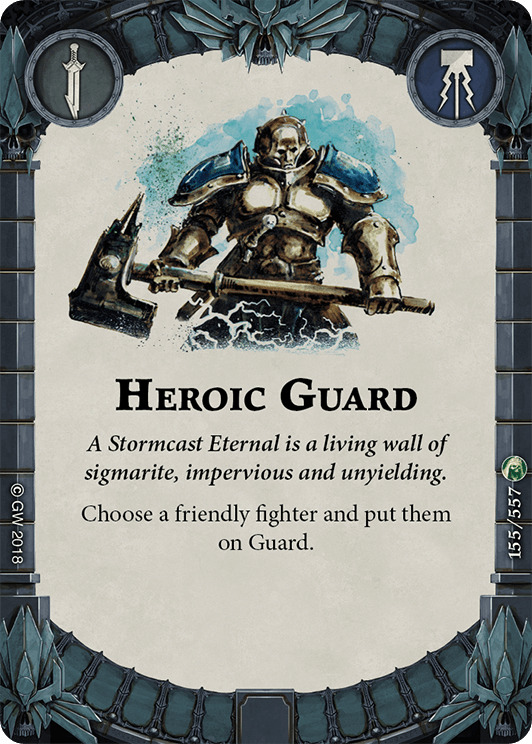 Heroic Guard
A Stormcast Eternal is a living wall of
sigmarite, impervious and unyielding.
Choose a friendly fighter and put them
on Guard.
© GW 2018
155/557